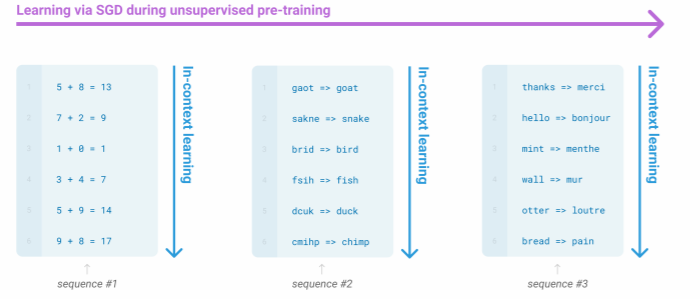 Learning via SGD during unsupervised pre-training
1 5 + 8 = 13
2 7 + 2 = 9
3 1 + 0 = 1
4 3 + 4 = 7
5 5 + 9 = 14
6 9 + 8 = 17
In-context learning
sequence #1
1 gaot => goat
2 sakne => snake
3 brid => bird
4 fsih => fish
5 dcuk => duck
6 cmihp => chimp
In-context learning
sequence #2
1 thanks => merci
2 hello => bonjour
3 mint => menthe
4 wall => mur
5 otter => loutre
6 bread => pain
In-context learning
sequence #3